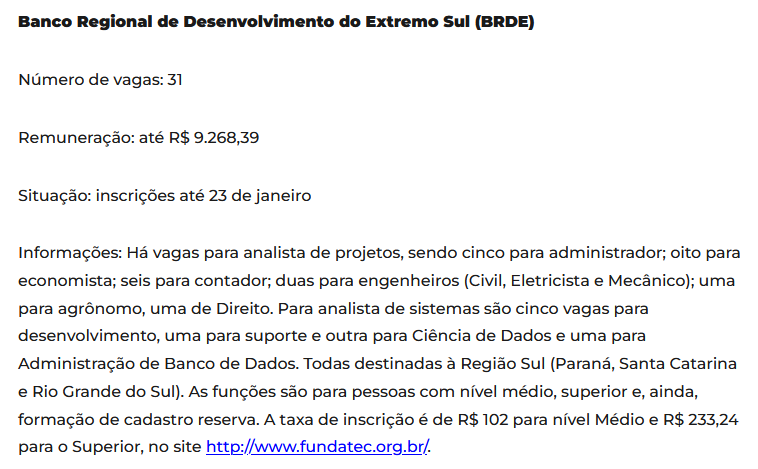 Banco Regional de Desenvolvimento do Extremo Sul (BRDE)
Número de vagas: 31
Remuneração: até R$ 9.268,39
Situação: inscrições até 23 de janeiro
Informações: Há vagas para analista de projetos, sendo cinco para administrador; oito para
economista; seis para contador; duas para engenheiros (Civil, Eletricista e Mecânico); uma
para agrônomo, uma de Direito. Para analista de sistemas são cinco vagas para
desenvolvimento, uma para suporte e outra para Ciência de Dados e uma para
Administração de Banco de Dados. Todas destinadas à Região Sul (Paraná, Santa Catarina
e Rio Grande do Sul). As funções são para pessoas com nível médio, superior e, ainda,
formação de cadastro reserva. A taxa de inscrição é de R$ 102 para nível Médio e R$ 233,24
para o Superior, no site http://www.fundatec.org.br/.